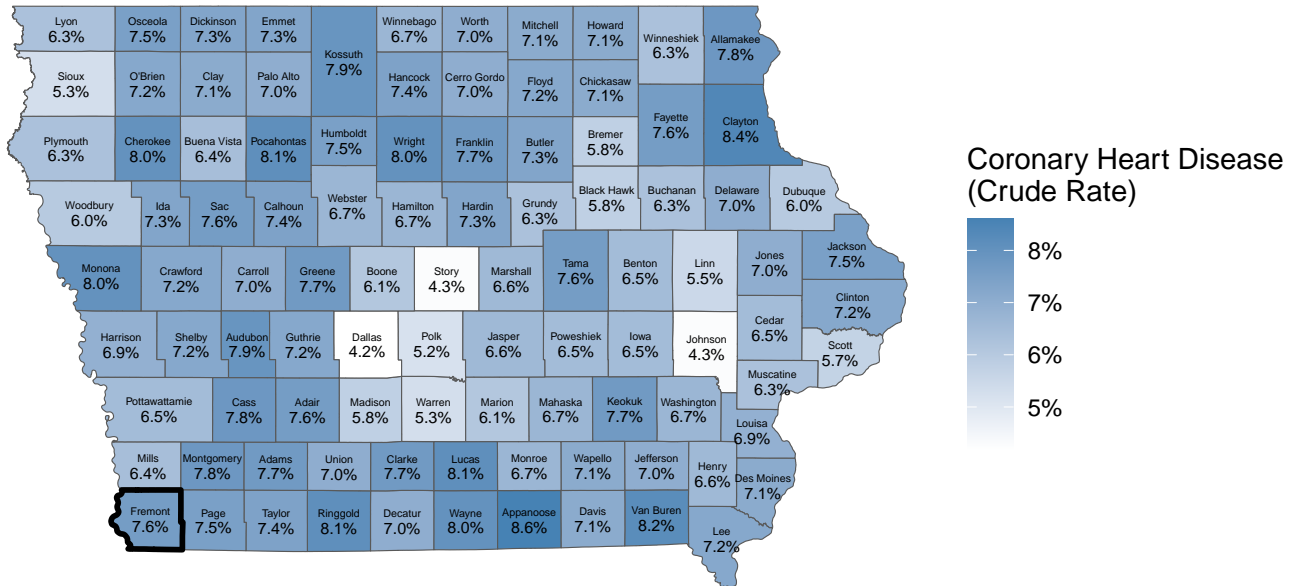 Lyon
6.3%
Osceola
7.5%
Dickinson
7.3%
Emmet
7.3%
Kossuth
7.9%
Winnebago
6.7%
Worth
7.0%
Mitchell
7.1%
Howard
7.1%
Winneshiek
6.3%
Allamakee
7.8%
Sioux
5.3%
O'Brien
7.2%
Clay
7.1%
Palo Alto
7.0%
Hancock
7.4%
Cerro Gordo
7.0%
Floyd
7.2%
Chickasaw
7.1%
Fayette
7.6%
Clayton
8.4%
Plymouth
6.3%
Cherokee
8.0%
Buena Vista
6.4%
Pocahontas
8.1%
Humboldt
7.5%
Wright
8.0%
Franklin
7.7%
Butler
7.3%
Bremer
5.8%
Woodbury
6.0%
Ida
7.3%
Sac
7.6%
Calhoun
7.4%
Webster
6.7%
Hamilton
6.7%
Hardin
7.3%
Grundy
6.3%
Black Hawk
5.8%
Buchanan
6.3%
Delaware
7.0%
Dubuque
6.0%
Monona
8.0%
Crawford
7.2%
Carroll
7.0%
Greene
7.7%
Boone
6.1%
Story
4.3%
Marshall
6.6%
Tama
7.6%
Benton
6.5%
Linn
5.5%
Jones
7.0%
Jackson
7.5%
Clinton
7.2%
Harrison
6.9%
Shelby
7.2%
Audubon
7.9%
Guthrie
7.2%
Dallas
4.2%
Polk
5.2%
Jasper
6.6%
Poweshiek
6.5%
Iowa
6.5%
Johnson
4.3%
Cedar
6.5%
Scott
5.7%
Muscatine
6.3%
Pottawattamie
6.5%
Cass
7.8%
Adair
7.6%
Madison
5.8%
Warren
5.3%
Marion
6.1%
Mahaska
6.7%
Keokuk
7.7%
Washington
6.7%
Louisa
6.9%
Mills
6.4%
Montgomery
7.8%
Adams
7.7%
Union
7.0%
Clarke
7.7%
Lucas
8.1%
Monroe
6.7%
Wapello
7.1%
Jefferson
7.0%
Henry
6.6%
Des Moines
7.1%
Fremont
7.6%
Page
7.5%
Taylor
7.4%
Ringgold
8.1%
Decatur
7.0%
Wayne
8.0%
Appanoose
8.6%
Davis
7.1%
Van Buren
8.2%
Lee
7.2%
Coronary Heart Disease
(Crude Rate)
8%
7%
6%
5%